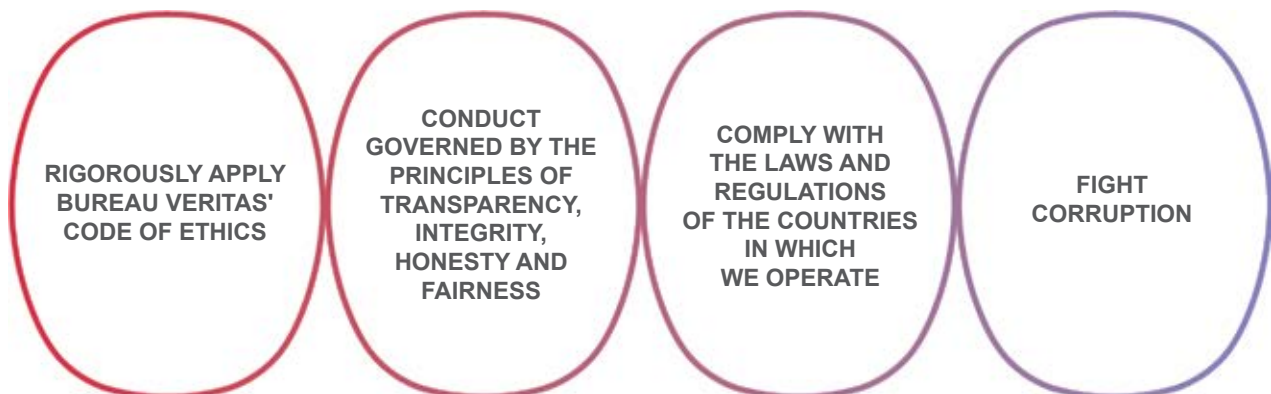 RIGOROUSLY APPLY
BUREAU VERITAS'
CODE OF ETHICS
CONDUCT
GOVERNED BY THE
PRINCIPLES OF
TRANSPARENCY,
INTEGRITY,
HONESTY AND
FAIRNESS
COMPLY WITH
THE LAWS AND
REGULATIONS
OF THE COUNTRIES
IN WHICH
WE OPERATE
FIGHT
CORRUPTION